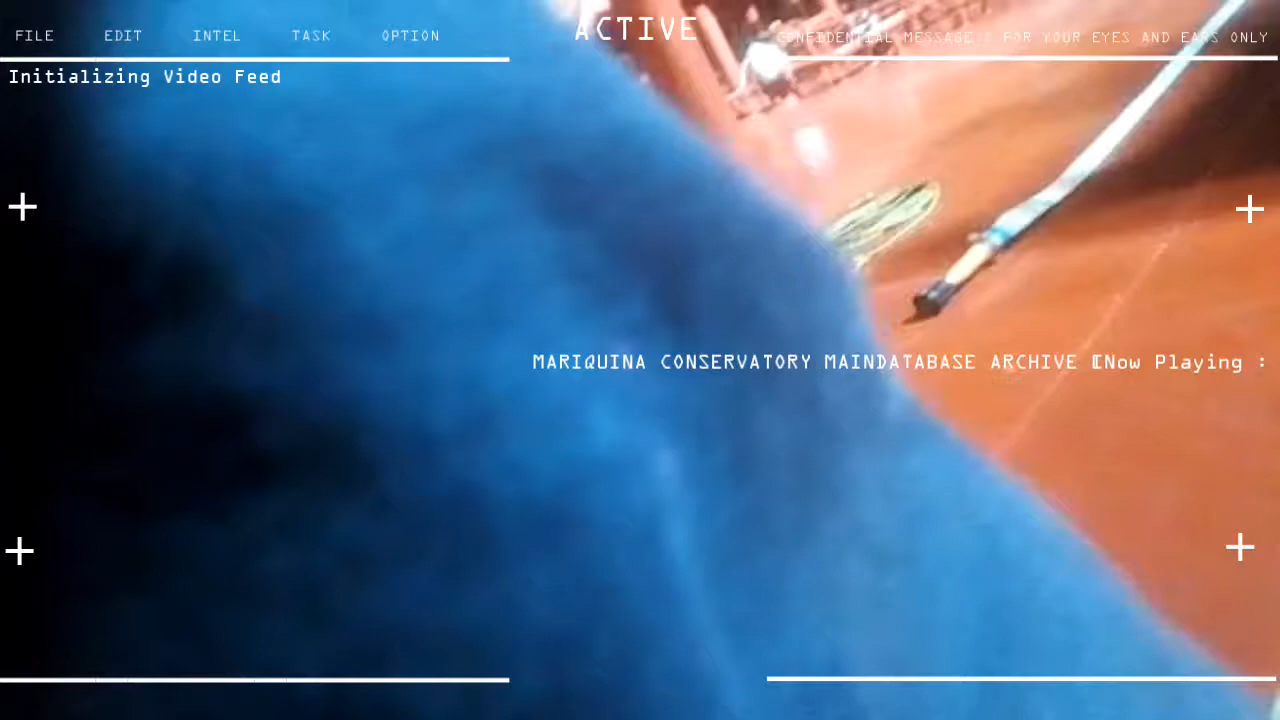 FILE EDIT INTEL TASK OPTION
ACTIVE
CONFIDENTIAL MESSAGE FOR YOUR EYES AND EARS ONLY
Initializing Video Feed
MARIQUINA CONSERVATORY MAINDATABASE ARCHIVE Now Playing :